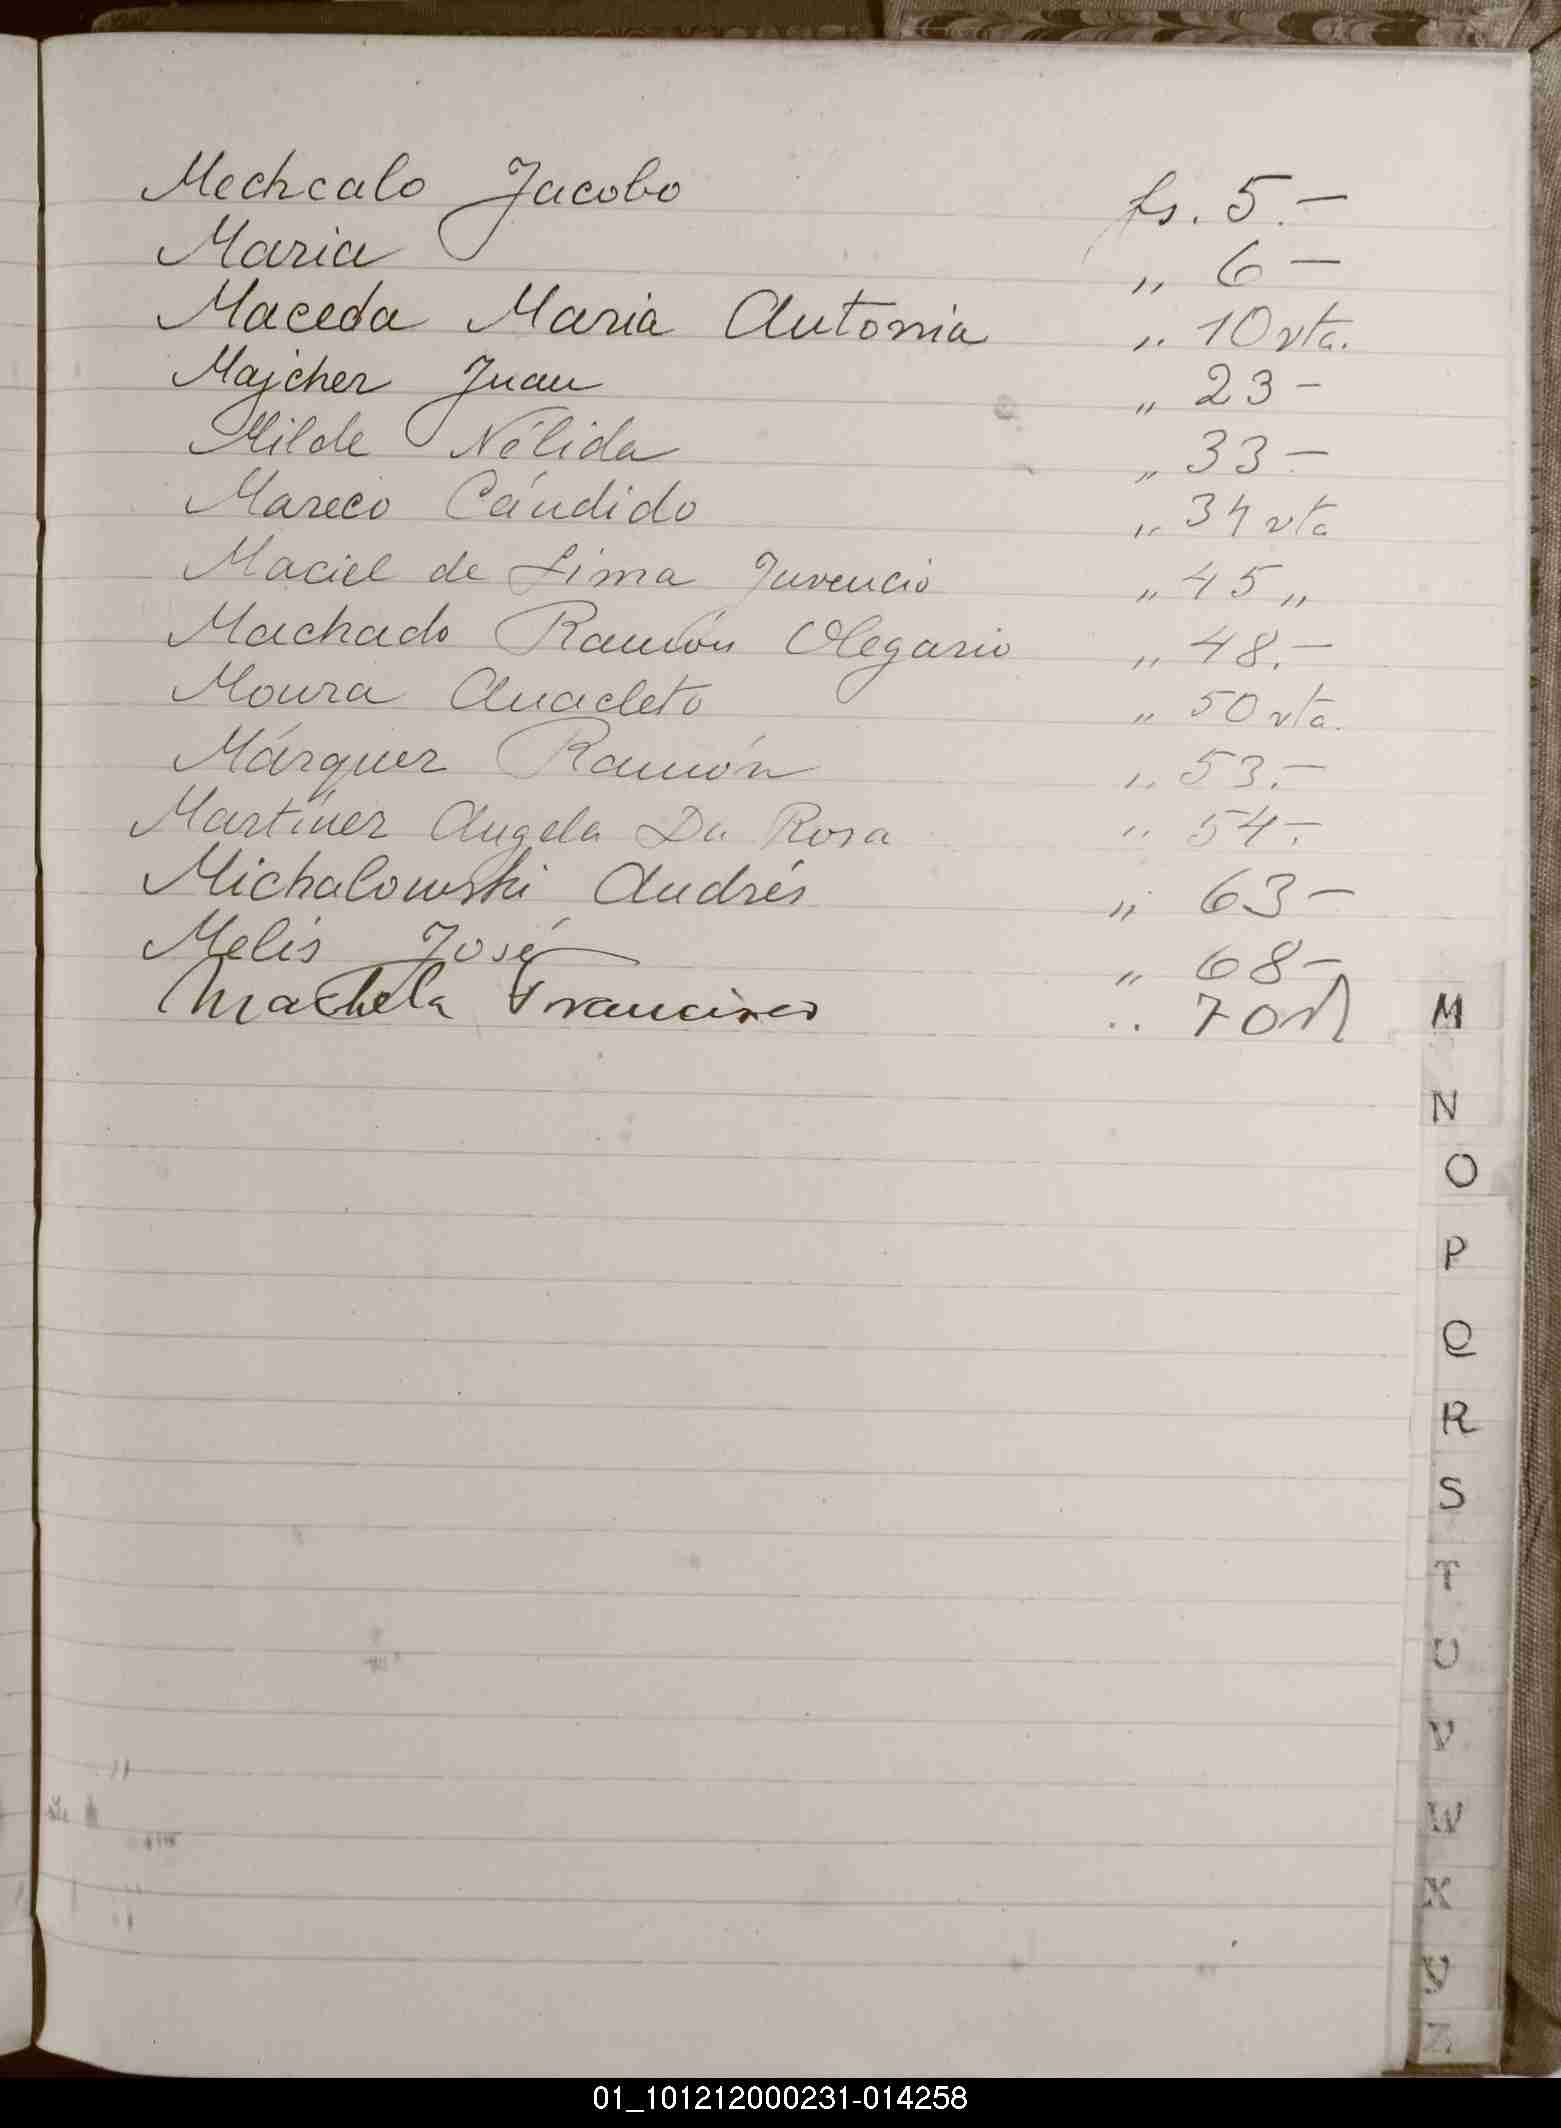 Mechcalo Jacobo fs. 5.—
Maria „ 6 —
Maceda Maria Antonia „ 10 vta.
Majcher Juan „ 23 —
Milde Nélida „ 33 —
Mareco Cándido „ 34 vta
Maciel de Lima Juvencio „ 45 „
Machado Ramón Olegario „ 48.—
Moura Anacleto „ 50 vta.
Márquez Ramón „ 53.—
Martínez Angela Da Rosa „ 54 —
Michalowski Andrés „ 63 —
Melis José „ 68 —
Francisco „ 70
M
N
O
P
Q
R
S
T
U
V
W
X
Y
Z
01_101212000231-014258